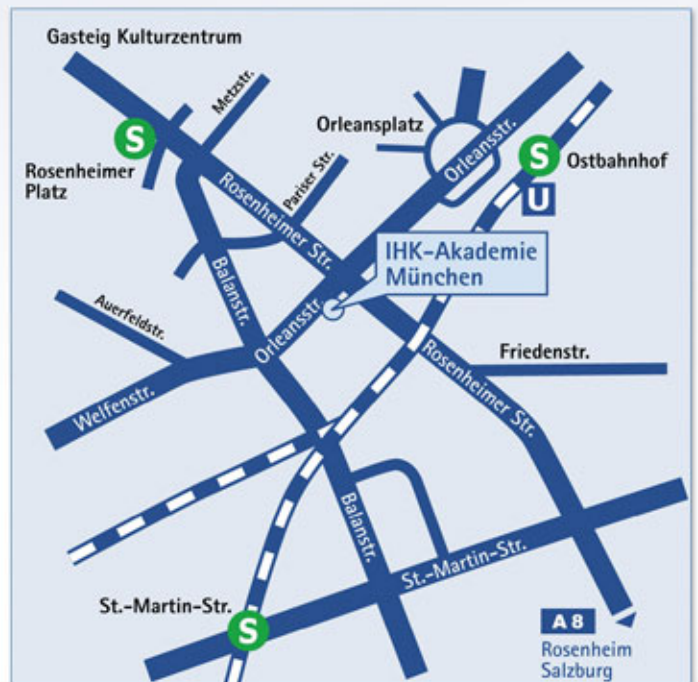 Gasteig Kulturzentrum
Metzstr.
Orleansplatz
Orleansstr.
S
Rosenheimer
Platz
S
Ostbahnhof
U
Pariser Str.
Rosenheimer Str.
IHK-Akademie
München
Balanstr.
Auerfeldstr.
Orleansstr.
Rosenheimer Str.
Friedenstr.
Welfenstr.
Balanstr.
St.-Martin-Str.
St.-Martin-Str.
S
A 8
Rosenheim
Salzburg